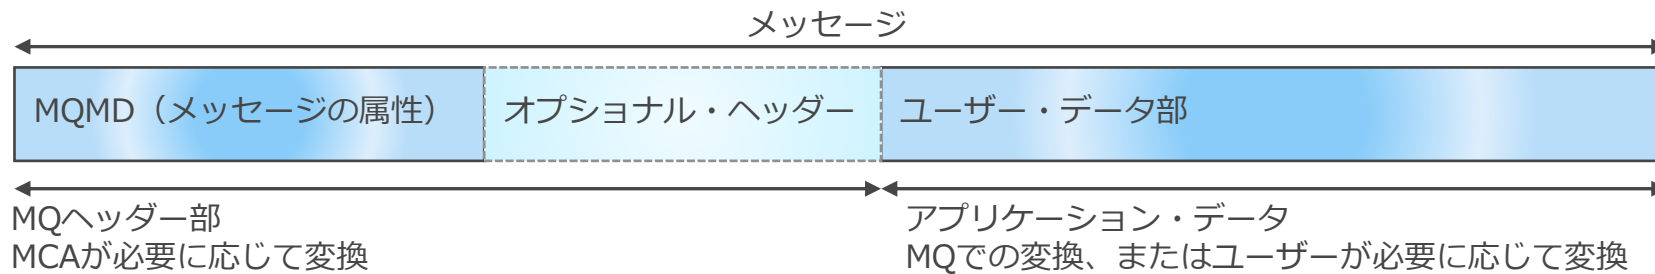 メッセージ
MQMD（メッセージの属性）
オプショナル・ヘッダー
ユーザー・データ部
MQヘッダー部
MCAが必要に応じて変換
アプリケーション・データ
MQでの変換、またはユーザーが必要に応じて変換